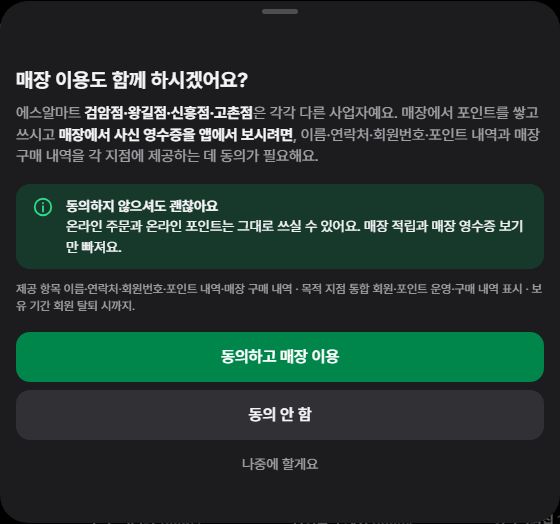 매장 이용도 함께 하시겠어요?
에스알마트 검암점·왕길점·신흥점·고촌점은 각각 다른 사업자예요. 매장에서 포인트를 쌓고
쓰시고 매장에서 사신 영수증을 앱에서 보시려면, 이름·연락처·회원번호·포인트 내역과 매장
구매 내역을 각 지점에 제공하는 데 동의가 필요해요.
동의하지 않으셔도 괜찮아요
온라인 주문과 온라인 포인트는 그대로 쓰실 수 있어요. 매장 적립과 매장 영수증 보기
만 빠져요.
제공 항목 이름·연락처·회원번호·포인트 내역·매장 구매 내역 · 목적 지점 통합 회원·포인트 운영·구매 내역 표시 · 보
유 기간 회원 탈퇴 시까지.
동의하고 매장 이용
동의 안 함
나중에 할게요